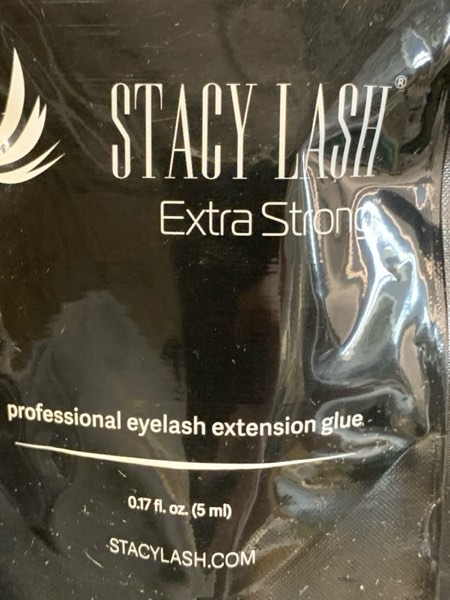 STACY LASH®
Extra Strong
professional eyelash extension glue
0.17 fl. oz. (5 ml)
STACYLASH.COM